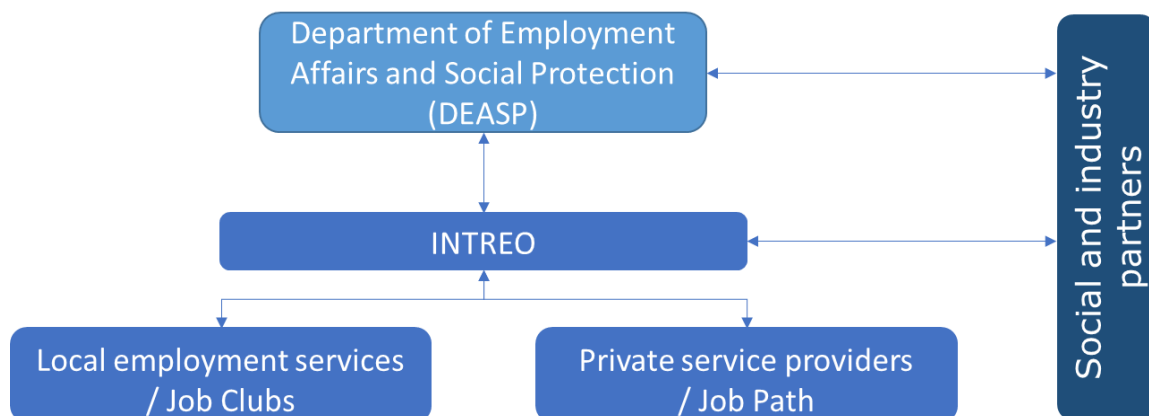 Department of Employment
Affairs and Social Protection
(DEASP)
INTREO
Local employment services
/ Job Clubs
Private service providers
/ Job Path
Social and industry
partners